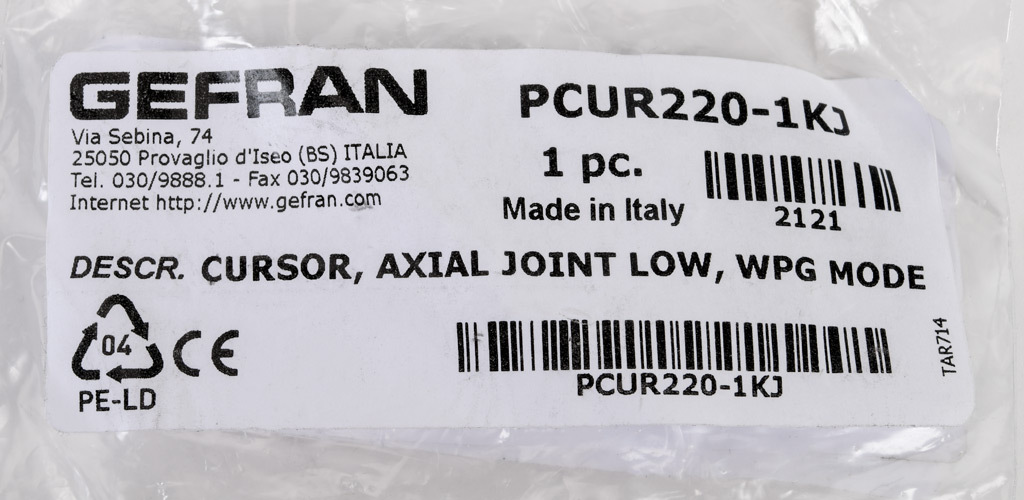 GEFRAN
Via Sebina, 74
25050 Provaglio d'Iseo (BS) ITALIA
Tel. 030/9888.1 - Fax 030/9839063
Internet http://www.gefran.com
PCUR220-1KJ
1 pc.
Made in Italy
2121
DESCR. CURSOR, AXIAL JOINT LOW, WPG MODE
04
CE
PE-LD
PCUR220-1KJ
TAR714